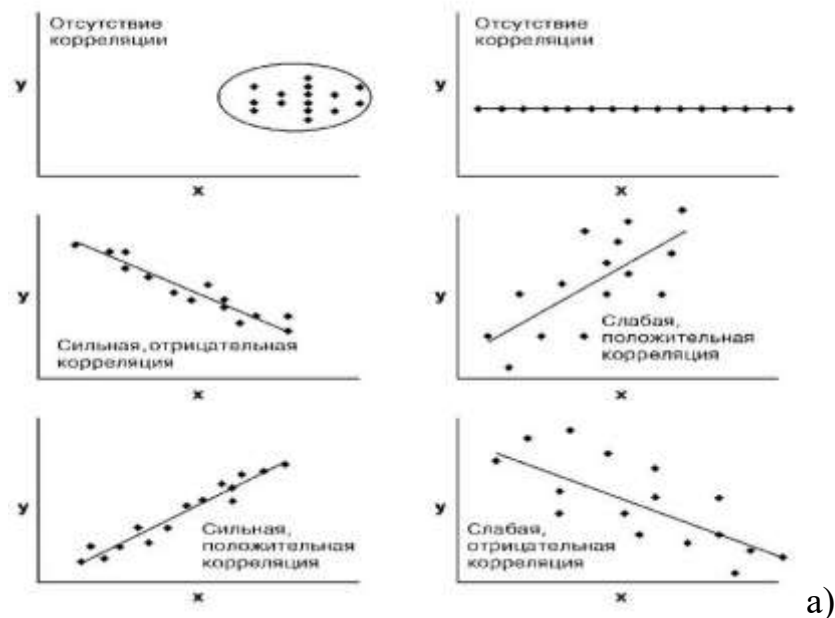 Отсутствие
корреляции
У
х
Отсутствие
корреляции
У
х
У
Сильная, отрицательная
корреляция
х
У
Слабая,
положительная
корреляция
х
У
Сильная,
положительная
корреляция
х
У
Слабая,
отрицательная
корреляция
х
а)